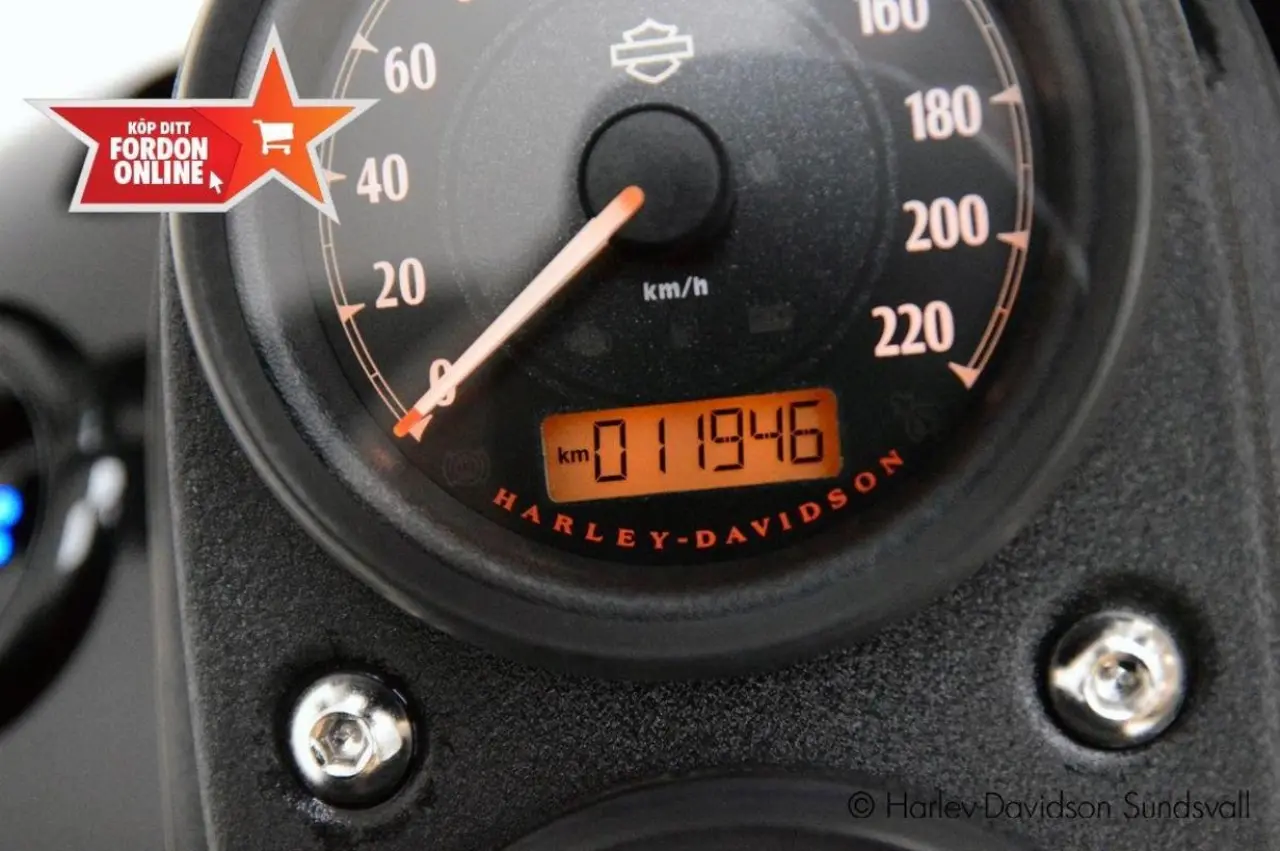 KÖP DITT
FORDON
ONLINE
60
40
20
0
160
180
200
220
km/h
km 011946
HARLEY-DAVIDSON
© Harley-Davidson Sundsvall